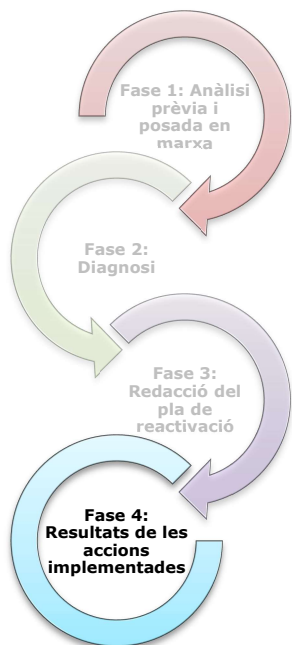 Fase 1: Anàlisi
prèvia i
posada en
marxa
Fase 2:
Diagnosi
Fase 3:
Redacció del
pla de
reactivació
Fase 4:
Resultats de les
accions
implementades